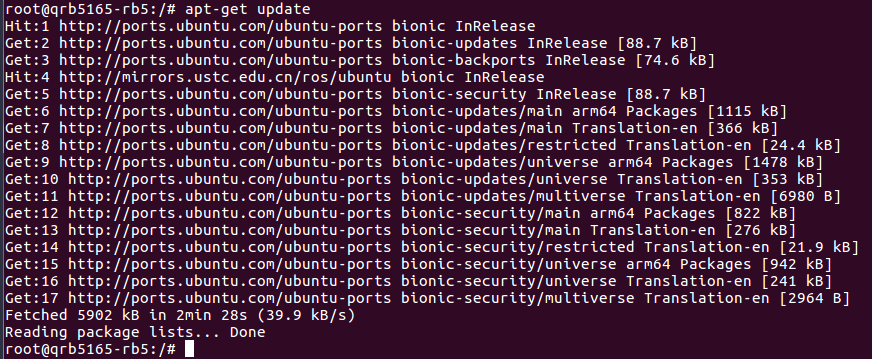 root@qrb5165-rb5:/# apt-get update
Hit:1 http://ports.ubuntu.com/ubuntu-ports bionic InRelease
Get:2 http://ports.ubuntu.com/ubuntu-ports bionic-updates InRelease [88.7 kB]
Get:3 http://ports.ubuntu.com/ubuntu-ports bionic-backports InRelease [74.6 kB]
Hit:4 http://mirrors.ustc.edu.cn/ros/ubuntu bionic InRelease
Get:5 http://ports.ubuntu.com/ubuntu-ports bionic-security InRelease [88.7 kB]
Get:6 http://ports.ubuntu.com/ubuntu-ports bionic-updates/main arm64 Packages [1115 kB]
Get:7 http://ports.ubuntu.com/ubuntu-ports bionic-updates/main Translation-en [366 kB]
Get:8 http://ports.ubuntu.com/ubuntu-ports bionic-updates/restricted Translation-en [24.4 kB]
Get:9 http://ports.ubuntu.com/ubuntu-ports bionic-updates/universe arm64 Packages [1478 kB]
Get:10 http://ports.ubuntu.com/ubuntu-ports bionic-updates/universe Translation-en [353 kB]
Get:11 http://ports.ubuntu.com/ubuntu-ports bionic-updates/multiverse Translation-en [6980 B]
Get:12 http://ports.ubuntu.com/ubuntu-ports bionic-security/main arm64 Packages [822 kB]
Get:13 http://ports.ubuntu.com/ubuntu-ports bionic-security/main Translation-en [276 kB]
Get:14 http://ports.ubuntu.com/ubuntu-ports bionic-security/restricted Translation-en [21.9 kB]
Get:15 http://ports.ubuntu.com/ubuntu-ports bionic-security/universe arm64 Packages [942 kB]
Get:16 http://ports.ubuntu.com/ubuntu-ports bionic-security/universe Translation-en [241 kB]
Get:17 http://ports.ubuntu.com/ubuntu-ports bionic-security/multiverse Translation-en [2964 B]
Fetched 5902 kB in 2min 28s (39.9 kB/s)
Reading package lists... Done
root@qrb5165-rb5:/#